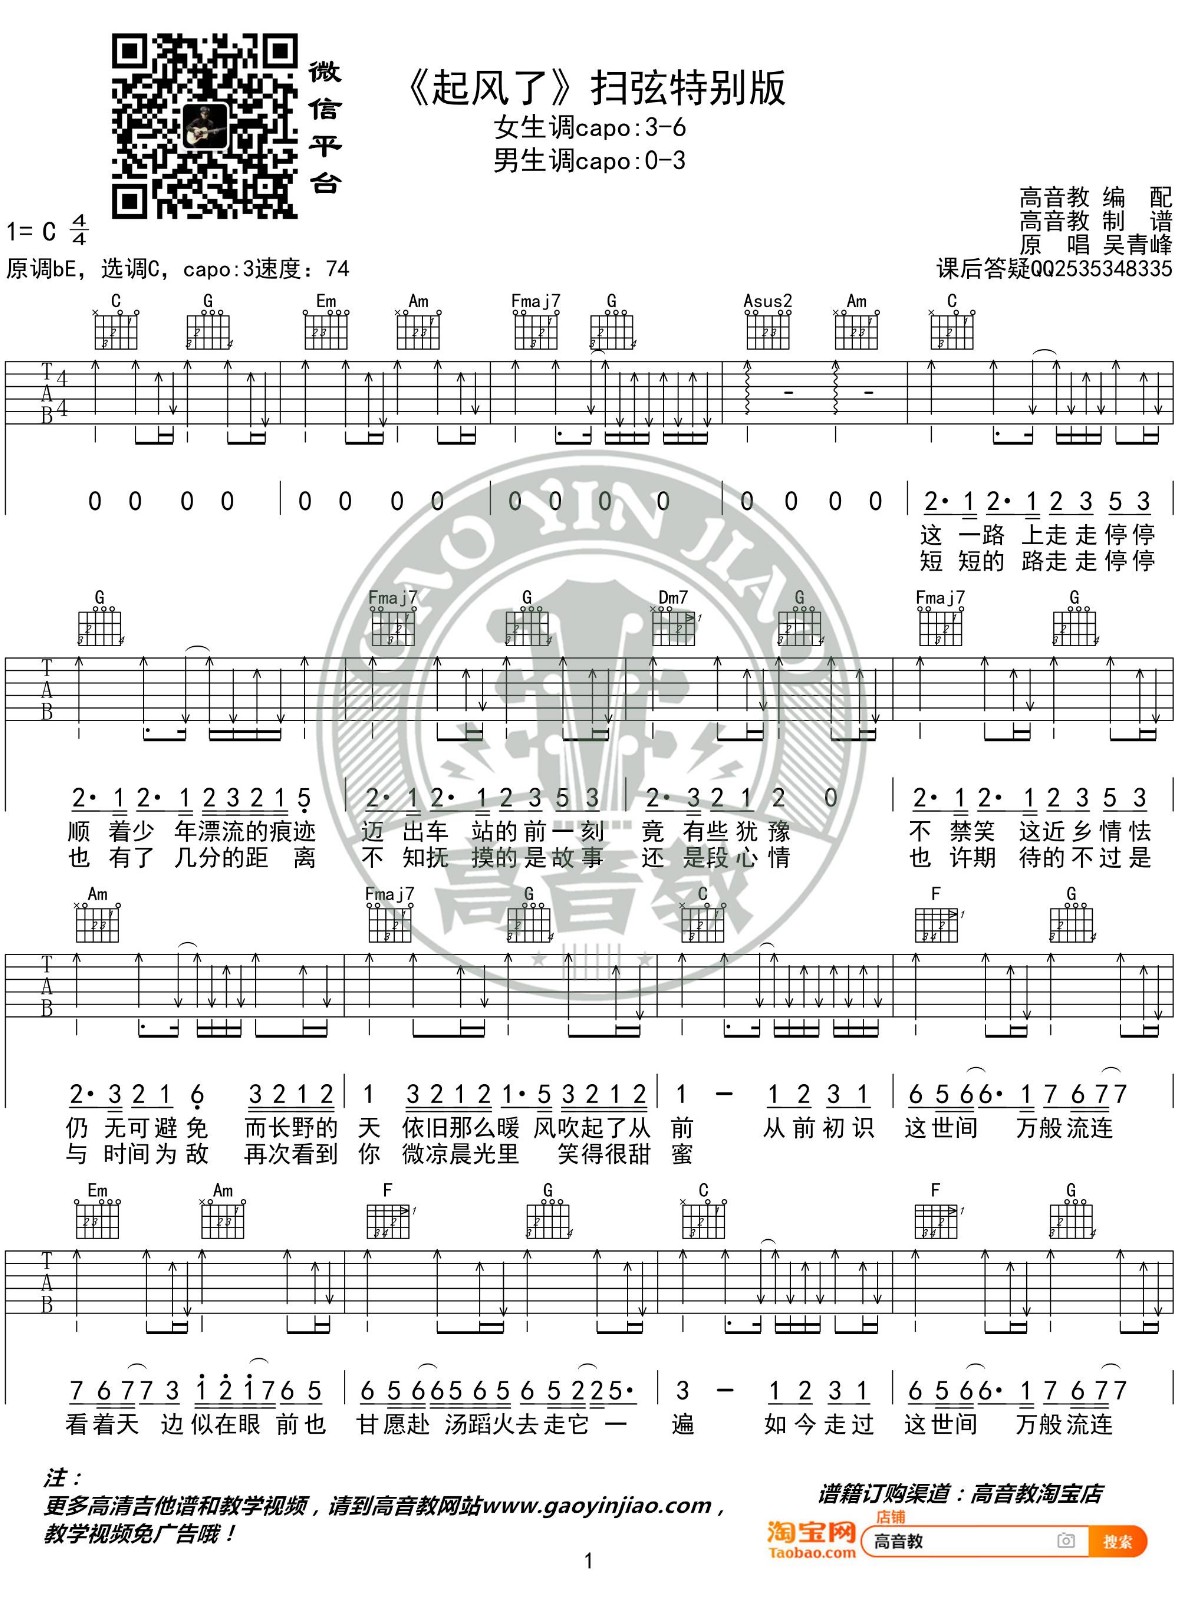 微信平台
《起风了》扫弦特别版
女生调capo:3-6
男生调capo:0-3
高音教 编 配
高音教 制 谱
原 唱 吴青峰
课后答疑QQ2535348335
1= C 4/4
原调bE，选调C，capo:3速度：74
C G Em Am Fmaj7 G Asus2 Am C
T A B 4/4
0 0 0 0 0 0 0 0 0 0 0 0 0 0 0 0 2· 1 2· 1 2 3 5 3
这 一路 上走走停停
短 短的 路走走停停
G Fmaj7 G Dm7 G Fmaj7 G
T A B
2· 1 2· 1 2 3 2 1 5 2· 1 2· 1 2 3 5 3 2· 3 2 1 2 0 2· 1 2· 1 2 3 5 3
顺 着少 年漂流的痕迹 迈 出车 站的前一刻 竟 有些犹豫 不 禁笑 这近乡情怯
也 有了 几分的距 离 不 知抚 摸的是故事 还 是段心情 也 许期 待的不过是
Am Fmaj7 G C F G
T A B
2· 3 2 1 6 3 2 1 2 1 3 2 1 2 1· 5 3 2 1 2 1 - 1 2 3 1 6 5 6 6· 1 7 6 7 7
仍 无可避免 而长野的 天 依旧那么暖 风吹起了从 前 从前初识 这世间 万般流连
与 时间为敌 再次看到 你 微凉晨光里 笑得很甜 蜜
Em Am F G C F G
T A B
7 6 7 7 3 1 2 1 7 6 5 6 5 6 6 5 6 5 6 5 2 2 5· 3 - 1 2 3 1 6 5 6 6· 1 7 6 7 7
看着天 边似在眼 前也 甘愿赴 汤蹈火去走它一 遍 如今走过 这世间 万般流连
GAO YIN JIAO
高音教
注：
更多高清吉他谱和教学视频，请到高音教网站www.gaoyinjiao.com，
教学视频免广告哦！
谱籍订购渠道：高音教淘宝店
淘宝网
Taobao.com
店铺
高音教
搜索
1